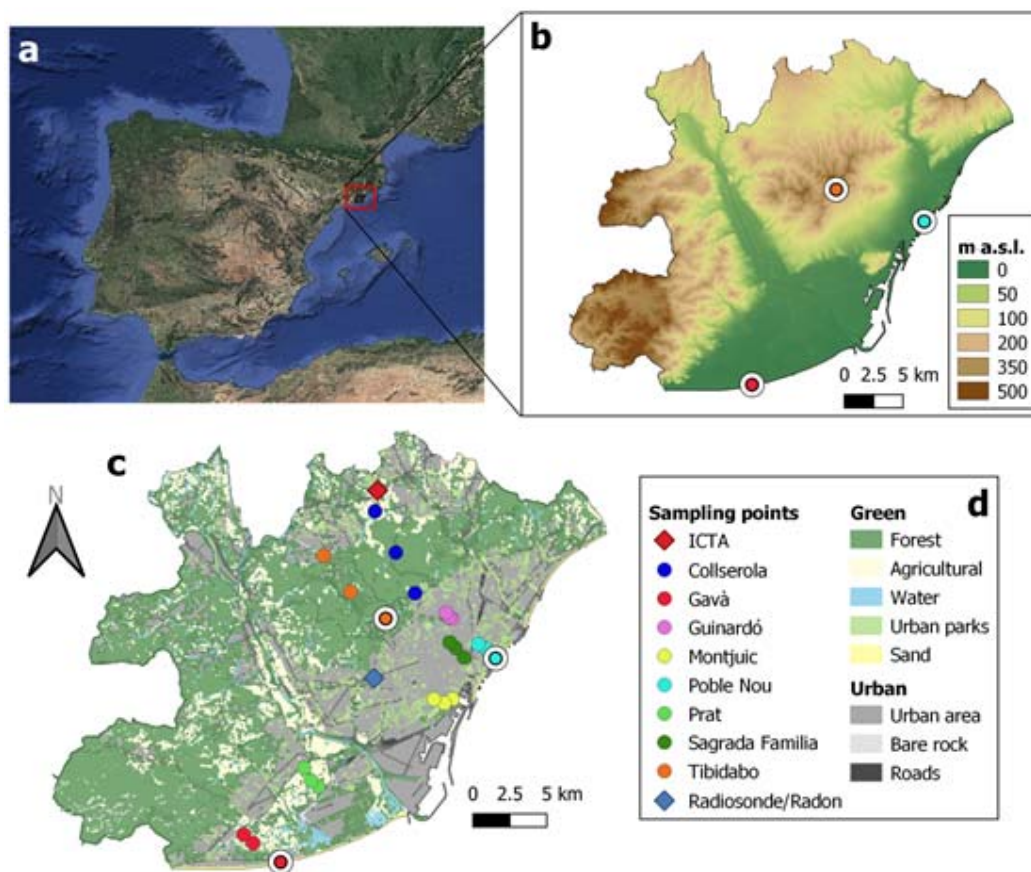 a
b
m a.s.l.
0
50
100
200
350
500
0 2.5 5 km
c
N
0 2.5 5 km
d
Sampling points
ICTA
Collserola
Gavà
Guinardó
Montjuic
Poble Nou
Prat
Sagrada Familia
Tibidabo
Radiosonde/Radon
Green
Forest
Agricultural
Water
Urban parks
Sand
Urban
Urban area
Bare rock
Roads